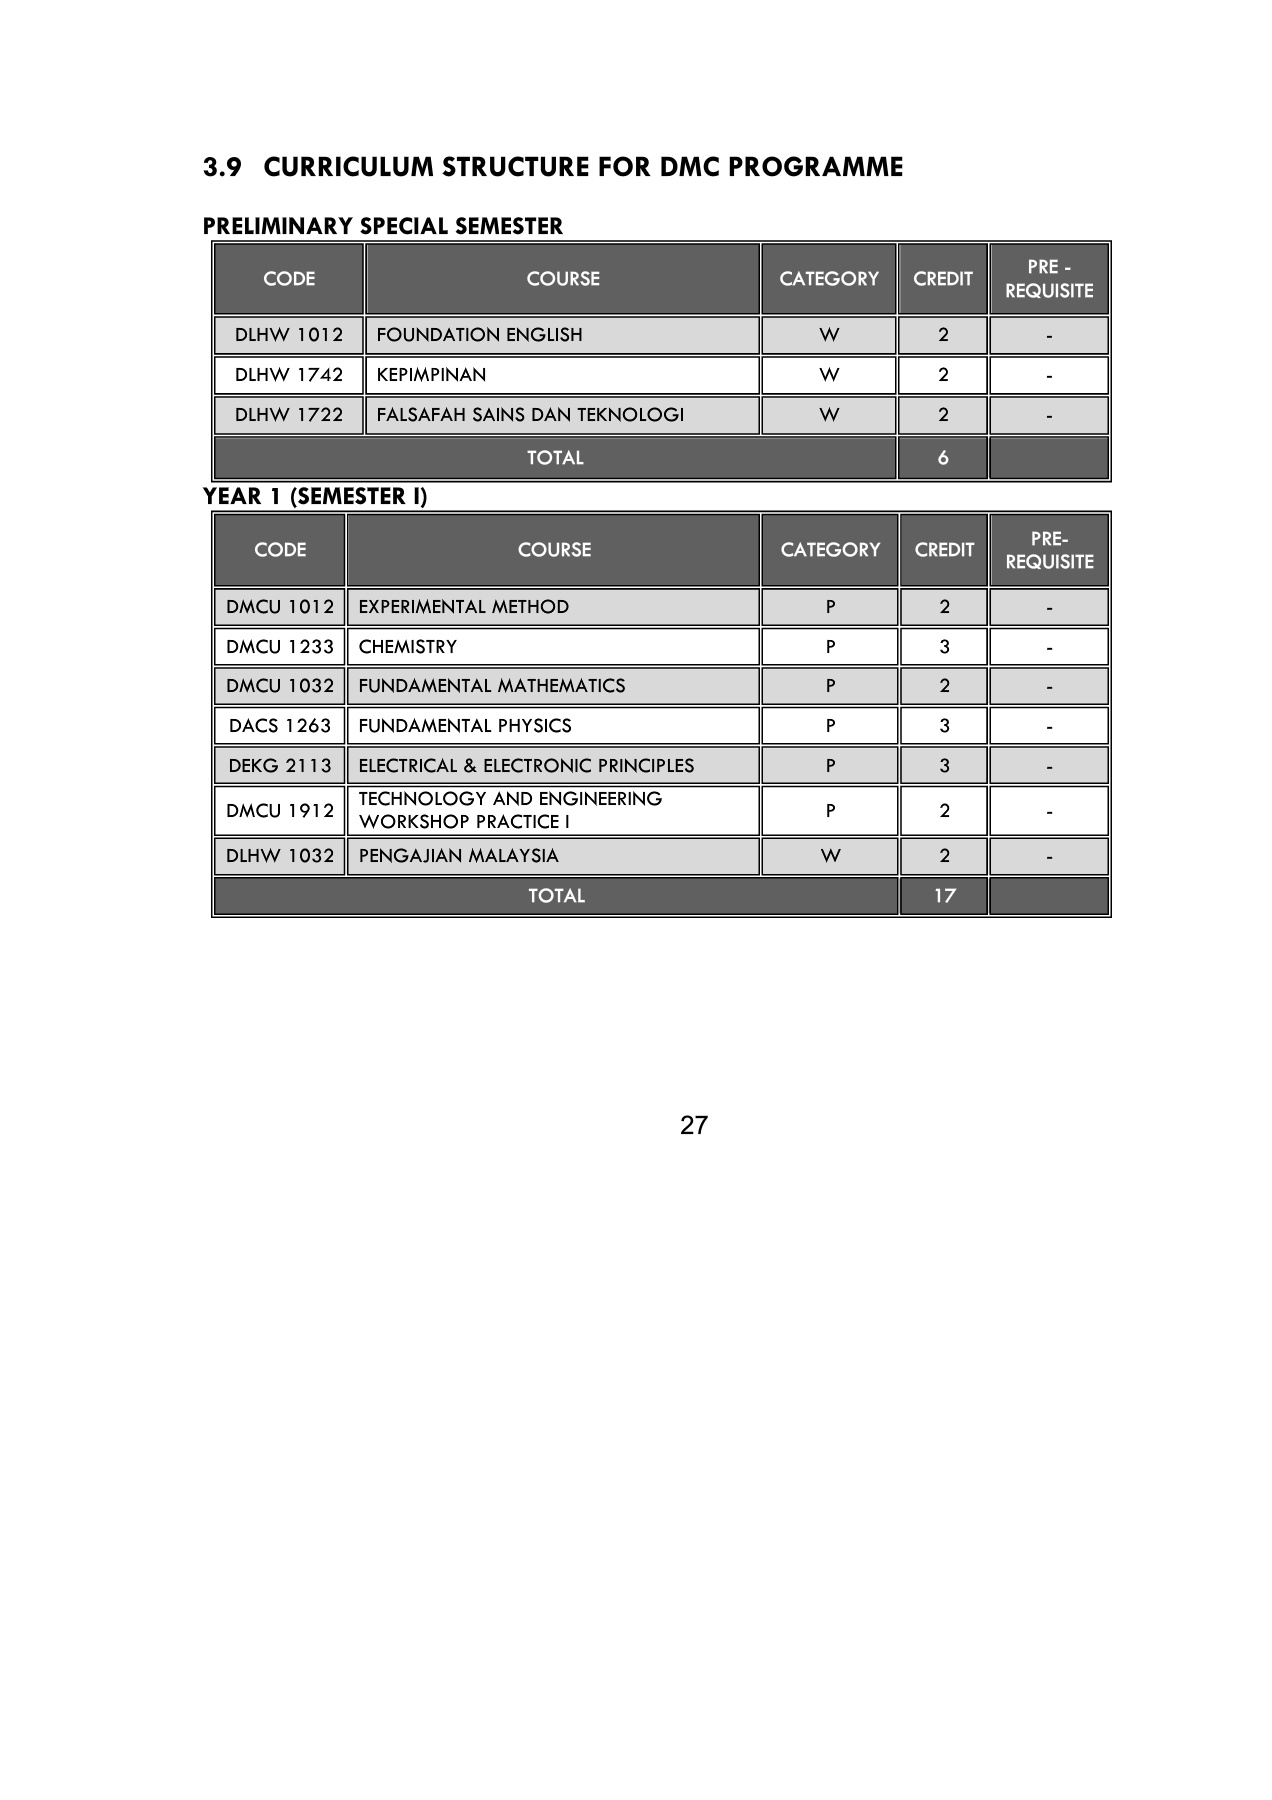 3.9 CURRICULUM STRUCTURE FOR DMC PROGRAMME
PRELIMINARY SPECIAL SEMESTER
CODE COURSE CATEGORY CREDIT PRE - REQUISITE
DLHW 1012 FOUNDATION ENGLISH W 2 -
DLHW 1742 KEPIMPINAN W 2 -
DLHW 1722 FALSAFAH SAINS DAN TEKNOLOGI W 2 -
TOTAL 6
YEAR 1 (SEMESTER I)
CODE COURSE CATEGORY CREDIT PRE- REQUISITE
DMCU 1012 EXPERIMENTAL METHOD P 2 -
DMCU 1233 CHEMISTRY P 3 -
DMCU 1032 FUNDAMENTAL MATHEMATICS P 2 -
DACS 1263 FUNDAMENTAL PHYSICS P 3 -
DEKG 2113 ELECTRICAL & ELECTRONIC PRINCIPLES P 3 -
DMCU 1912 TECHNOLOGY AND ENGINEERING WORKSHOP PRACTICE I P 2 -
DLHW 1032 PENGAJIAN MALAYSIA W 2 -
TOTAL 17
27